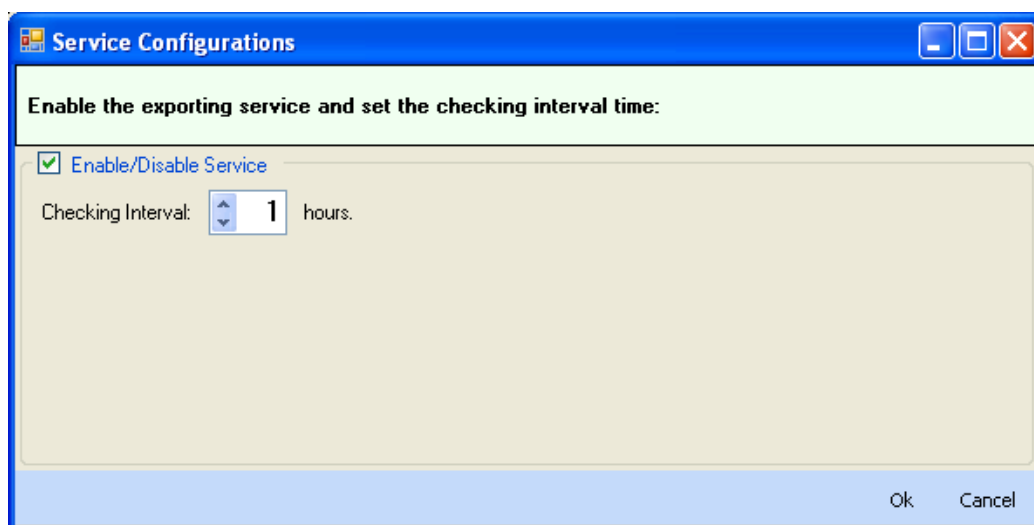 Service Configurations
Enable the exporting service and set the checking interval time:
Enable/Disable Service
Checking Interval: 1 hours.
Ok Cancel